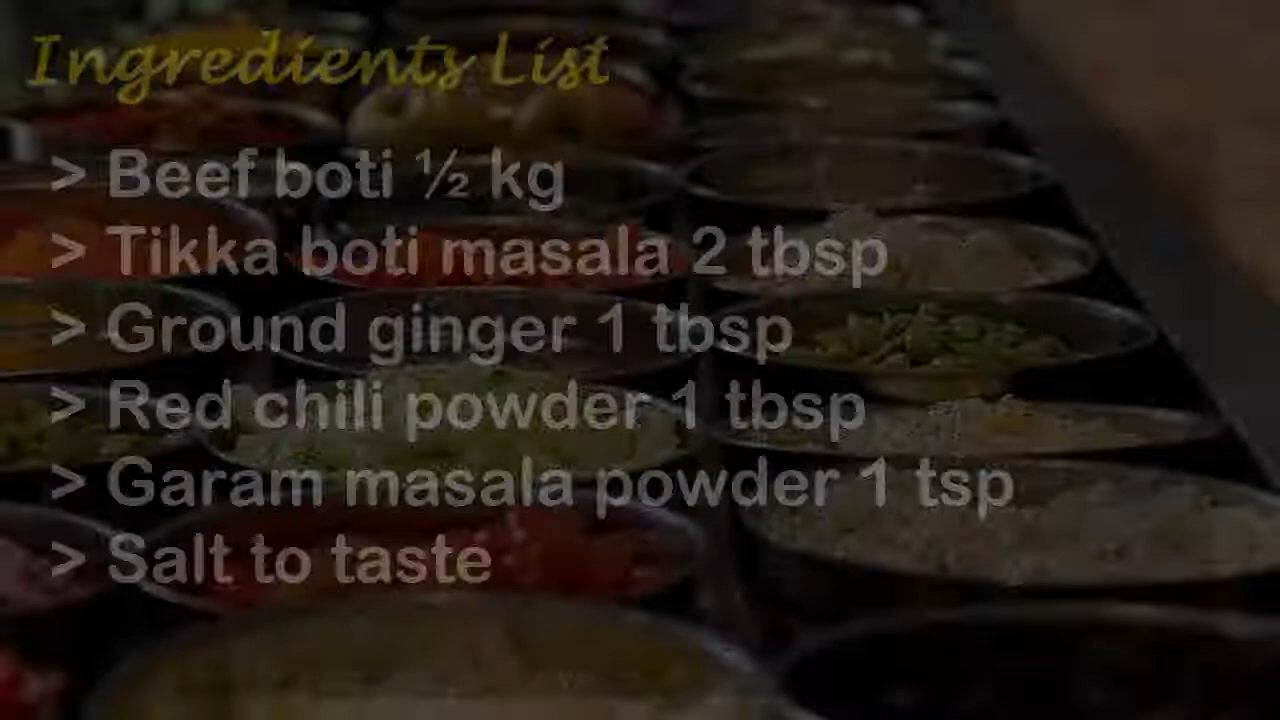 Ingredients List
> Beef boti ½ kg
> Tikka boti masala 2 tbsp
> Ground ginger 1 tbsp
> Red chili powder 1 tbsp
> Garam masala powder 1 tsp
> Salt to taste